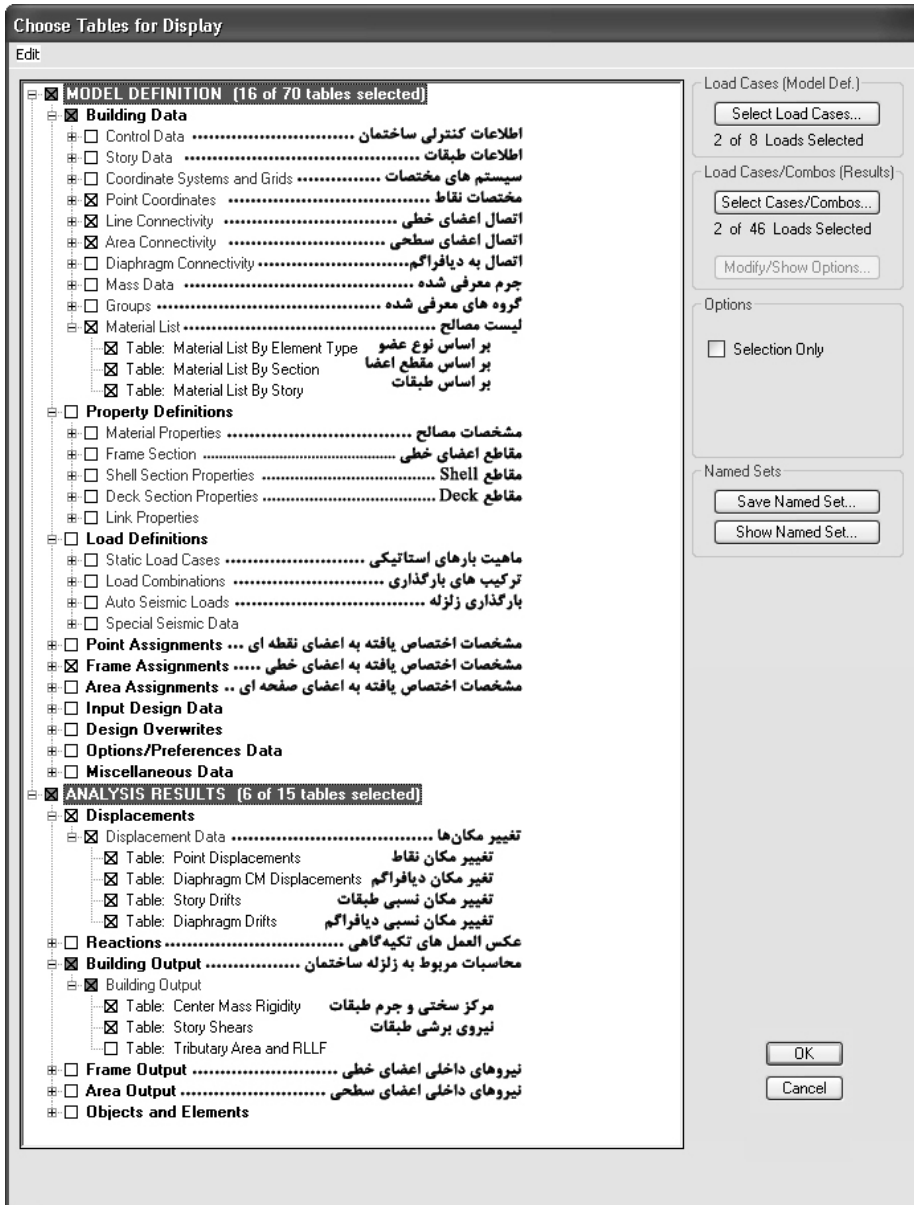 Choose Tables for Display
Edit
MODEL DEFINITION (16 of 70 tables selected)
Building Data
Control Data ............................ اطلاعات کنترلی ساختمان
Story Data ......................................... اطلاعات طبقات
Coordinate Systems and Grids ...................... سیستم های مختصات
Point Coordinates ................................... مختصات نقاط
Line Connectivity .............................. اتصال اعضای خطی
Area Connectivity ............................ اتصال اعضای سطحی
Diaphragm Connectivity .......................... اتصال به دیافراگم
Mass Data ........................................ جرم معرفی شده
Groups ...................................... گروه های معرفی شده
Material List ............................................ لیست مصالح
Table: Material List By Element Type بر اساس نوع عضو
Table: Material List By Section بر اساس مقطع اعضا
Table: Material List By Story بر اساس طبقات
Property Definitions
Material Properties ................................ مشخصات مصالح
Frame Section ........................................ مقاطع اعضای خطی
Shell Section Properties .............................. مقاطع Shell
Deck Section Properties .............................. مقاطع Deck
Link Properties
Load Definitions
Static Load Cases ........................ ماهیت بارهای استاتیکی
Load Combinations .......................... ترکیب های بارگذاری
Auto Seismic Loads ................................. بارگذاری زلزله
Special Seismic Data
Point Assignments ... مشخصات اختصاص یافته به اعضای نقطه ای
Frame Assignments ..... مشخصات اختصاص یافته به اعضای خطی
Area Assignments .. مشخصات اختصاص یافته به اعضای صفحه ای
Input Design Data
Design Overwrites
Options/Preferences Data
Miscellaneous Data
ANALYSIS RESULTS (6 of 15 tables selected)
Displacements
Displacement Data .................................. تغییر مکان‌ها
Table: Point Displacements تغییر مکان نقاط
Table: Diaphragm CM Displacements تغیر مکان دیافراگم
Table: Story Drifts تغییر مکان نسبی طبقات
Table: Diaphragm Drifts تغییر مکان نسبی دیافراگم
Reactions ............................... عکس العمل های تکیه‌گاهی
Building Output ................. محاسبات مربوط به زلزله ساختمان
Building Output
Table: Center Mass Rigidity مرکز سختی و جرم طبقات
Table: Story Shears نیروی برشی طبقات
Table: Tributary Area and RLLF
Frame Output ......................... نیروهای داخلی اعضای خطی
Area Output ......................... نیروهای داخلی اعضای سطحی
Objects and Elements
Load Cases (Model Def.)
Select Load Cases...
2 of 8 Loads Selected
Load Cases/Combos (Results)
Select Cases/Combos...
2 of 46 Loads Selected
Modify/Show Options...
Options
Selection Only
Named Sets
Save Named Set...
Show Named Set...
OK
Cancel